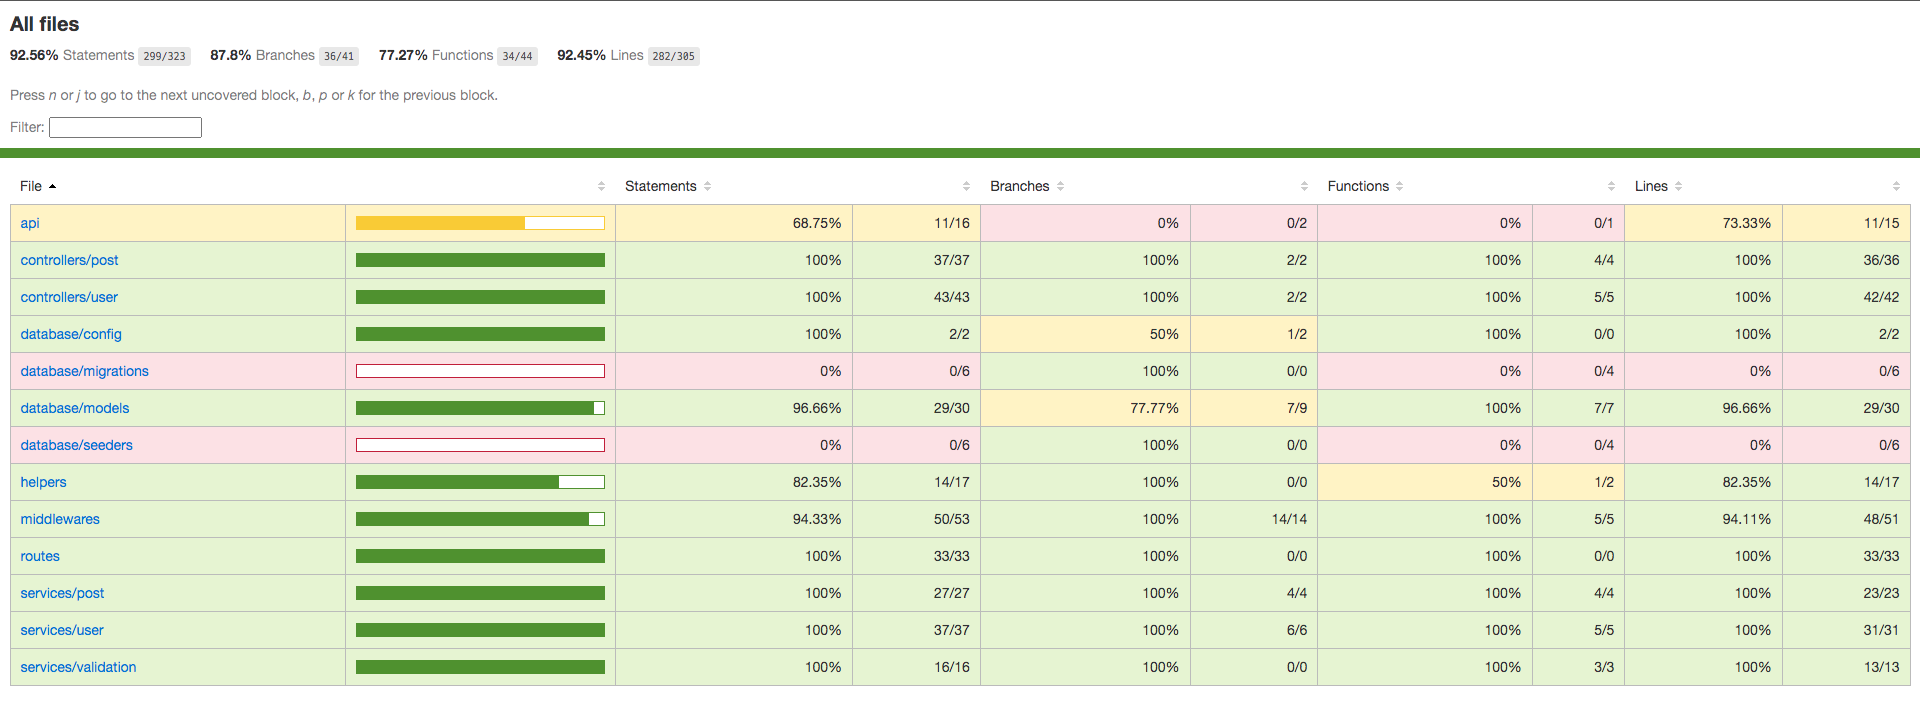 All files
92.56% Statements 299/323 87.8% Branches 36/41 77.27% Functions 34/44 92.45% Lines 282/305
Press n or j to go to the next uncovered block, b, p or k for the previous block.
Filter:
File Statements Branches Functions Lines
api 68.75% 11/16 0% 0/2 0% 0/1 73.33% 11/15
controllers/post 100% 37/37 100% 2/2 100% 4/4 100% 36/36
controllers/user 100% 43/43 100% 2/2 100% 5/5 100% 42/42
database/config 100% 2/2 50% 1/2 100% 0/0 100% 2/2
database/migrations 0% 0/6 100% 0/0 0% 0/4 0% 0/6
database/models 96.66% 29/30 77.77% 7/9 100% 7/7 96.66% 29/30
database/seeders 0% 0/6 100% 0/0 0% 0/4 0% 0/6
helpers 82.35% 14/17 100% 0/0 50% 1/2 82.35% 14/17
middlewares 94.33% 50/53 100% 14/14 100% 5/5 94.11% 48/51
routes 100% 33/33 100% 0/0 100% 0/0 100% 33/33
services/post 100% 27/27 100% 4/4 100% 4/4 100% 23/23
services/user 100% 37/37 100% 6/6 100% 5/5 100% 31/31
services/validation 100% 16/16 100% 0/0 100% 3/3 100% 13/13